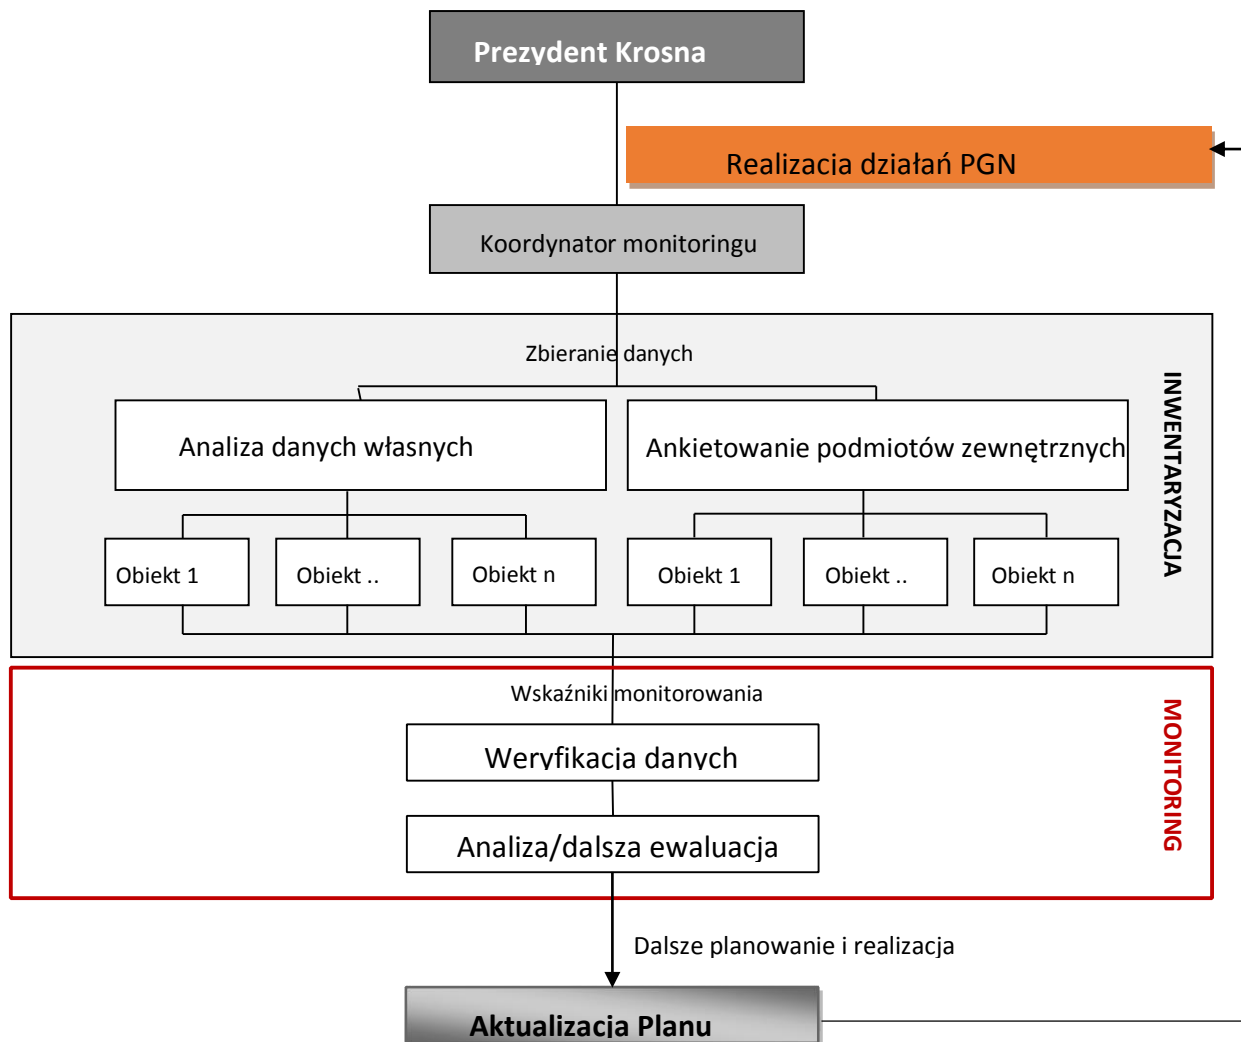 Prezydent Krosna
Realizacja działań PGN
Koordynator monitoringu
Zbieranie danych
INWENTARYZACJA
Analiza danych własnych
Ankietowanie podmiotów zewnętrznych
Obiekt 1
Obiekt ..
Obiekt n
Obiekt 1
Obiekt ..
Obiekt n
Wskaźniki monitorowania
MONITORING
Weryfikacja danych
Analiza/dalsza ewaluacja
Dalsze planowanie i realizacja
Aktualizacja Planu